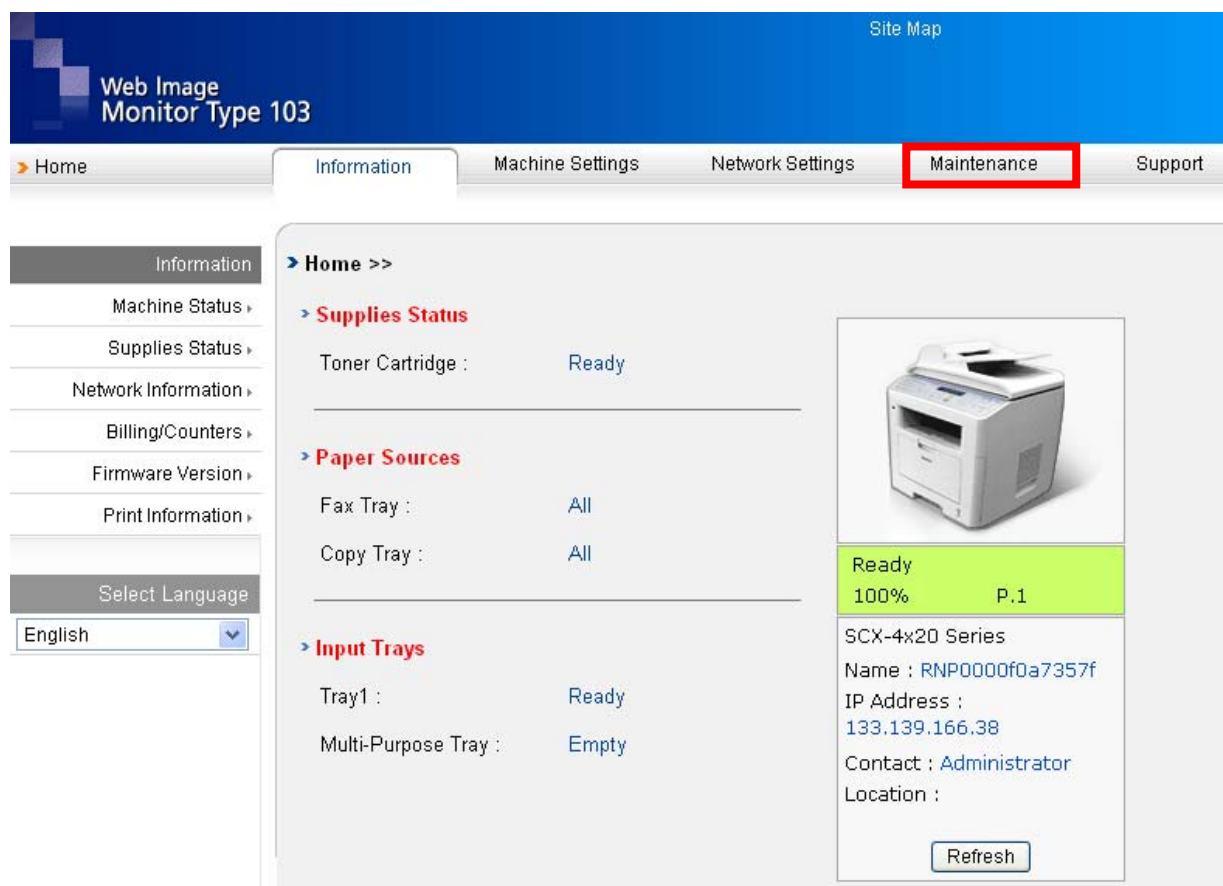 Site Map
Web Image
Monitor Type 103
Home
Information Machine Settings Network Settings Maintenance Support
Information
Machine Status
Supplies Status
Network Information
Billing/Counters
Firmware Version
Print Information
Select Language
English
Home >>
Supplies Status
Toner Cartridge : Ready
Paper Sources
Fax Tray : All
Copy Tray : All
Input Trays
Tray1 : Ready
Multi-Purpose Tray : Empty
Ready
100% P.1
SCX-4x20 Series
Name : RNP0000f0a7357f
IP Address :
133.139.166.38
Contact : Administrator
Location :
Refresh